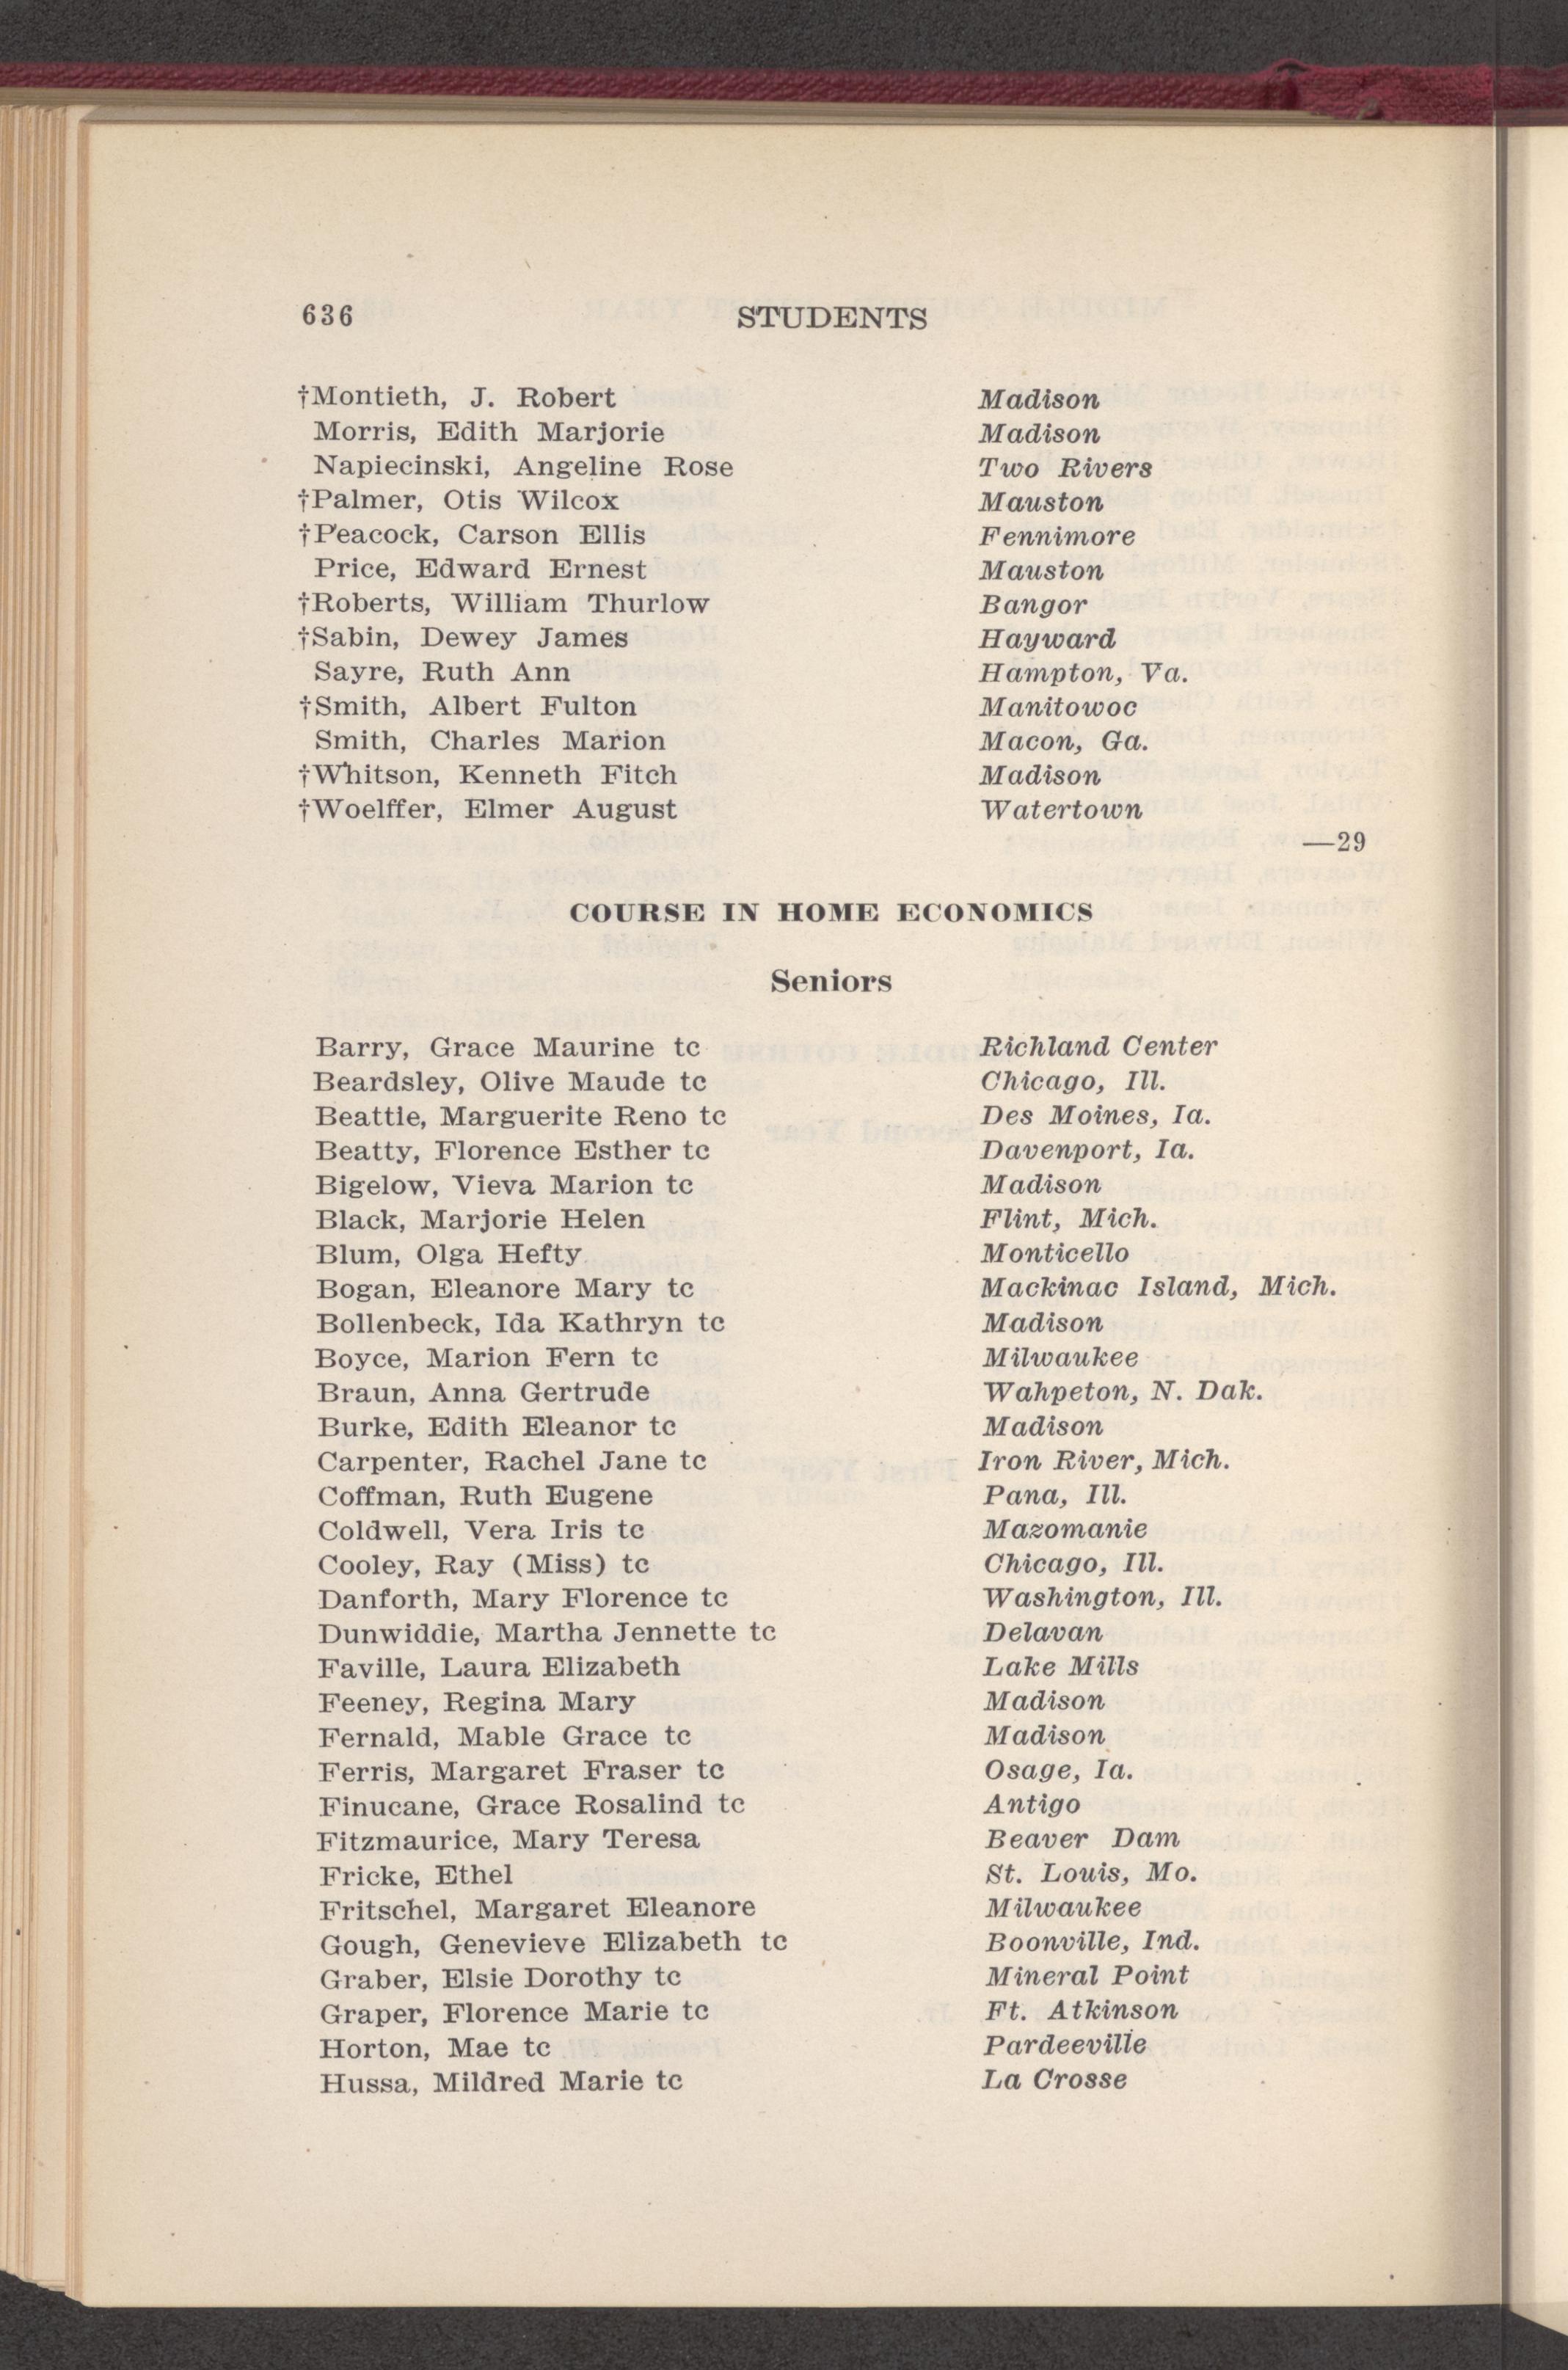 636 STUDENTS
†Montieth, J. Robert Madison
Morris, Edith Marjorie Madison
Napiecinski, Angeline Rose Two Rivers
†Palmer, Otis Wilcox Mauston
†Peacock, Carson Ellis Fennimore
Price, Edward Ernest Mauston
†Roberts, William Thurlow Bangor
†Sabin, Dewey James Hayward
Sayre, Ruth Ann Hampton, Va.
†Smith, Albert Fulton Manitowoc
Smith, Charles Marion Macon, Ga.
†Whitson, Kenneth Fitch Madison
†Woelffer, Elmer August Watertown
—29
COURSE IN HOME ECONOMICS
Seniors
Barry, Grace Maurine tc Richland Center
Beardsley, Olive Maude tc Chicago, Ill.
Beattie, Marguerite Reno tc Des Moines, Ia.
Beatty, Florence Esther tc Davenport, Ia.
Bigelow, Vieva Marion tc Madison
Black, Marjorie Helen Flint, Mich.
Blum, Olga Hefty Monticello
Bogan, Eleanore Mary tc Mackinac Island, Mich.
Bollenbeck, Ida Kathryn tc Madison
Boyce, Marion Fern tc Milwaukee
Braun, Anna Gertrude Wahpeton, N. Dak.
Burke, Edith Eleanor tc Madison
Carpenter, Rachel Jane tc Iron River, Mich.
Coffman, Ruth Eugene Pana, Ill.
Coldwell, Vera Iris tc Mazomanie
Cooley, Ray (Miss) tc Chicago, Ill.
Danforth, Mary Florence tc Washington, Ill.
Dunwiddie, Martha Jennette tc Delavan
Faville, Laura Elizabeth Lake Mills
Feeney, Regina Mary Madison
Fernald, Mable Grace tc Madison
Ferris, Margaret Fraser tc Osage, Ia.
Finucane, Grace Rosalind tc Antigo
Fitzmaurice, Mary Teresa Beaver Dam
Fricke, Ethel St. Louis, Mo.
Fritschel, Margaret Eleanore Milwaukee
Gough, Genevieve Elizabeth tc Boonville, Ind.
Graber, Elsie Dorothy tc Mineral Point
Graper, Florence Marie tc Ft. Atkinson
Horton, Mae tc Pardeeville
Hussa, Mildred Marie tc La Crosse